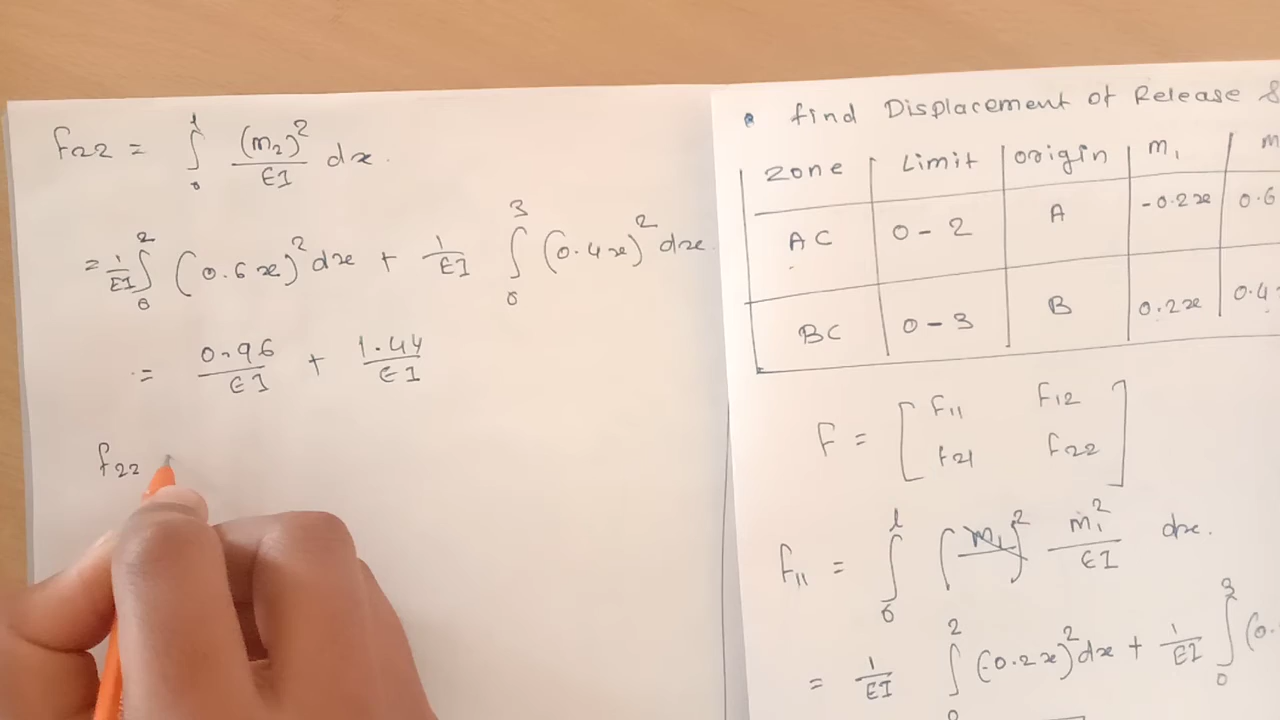 f₂₂ = ∫₀ˡ (m₂)²/EI dx.
= 1/EI ∫₀² (0.6x)² dx + 1/EI ∫₀³ (0.4x)² dx.
= 0.96/EI + 1.44/EI
f₂₂
• find Displacement of Release
zone Limit origin m₁ m
AC 0-2 A -0.2x 0.6
BC 0-3 B 0.2x 0.4
F = [ F₁₁ F₁₂
F₂₁ F₂₂ ]
f₁₁ = ∫₀ˡ m₁²/EI dx.
= 1/EI ∫₀² (-0.2x)² dx + 1/EI ∫₀³ (0.